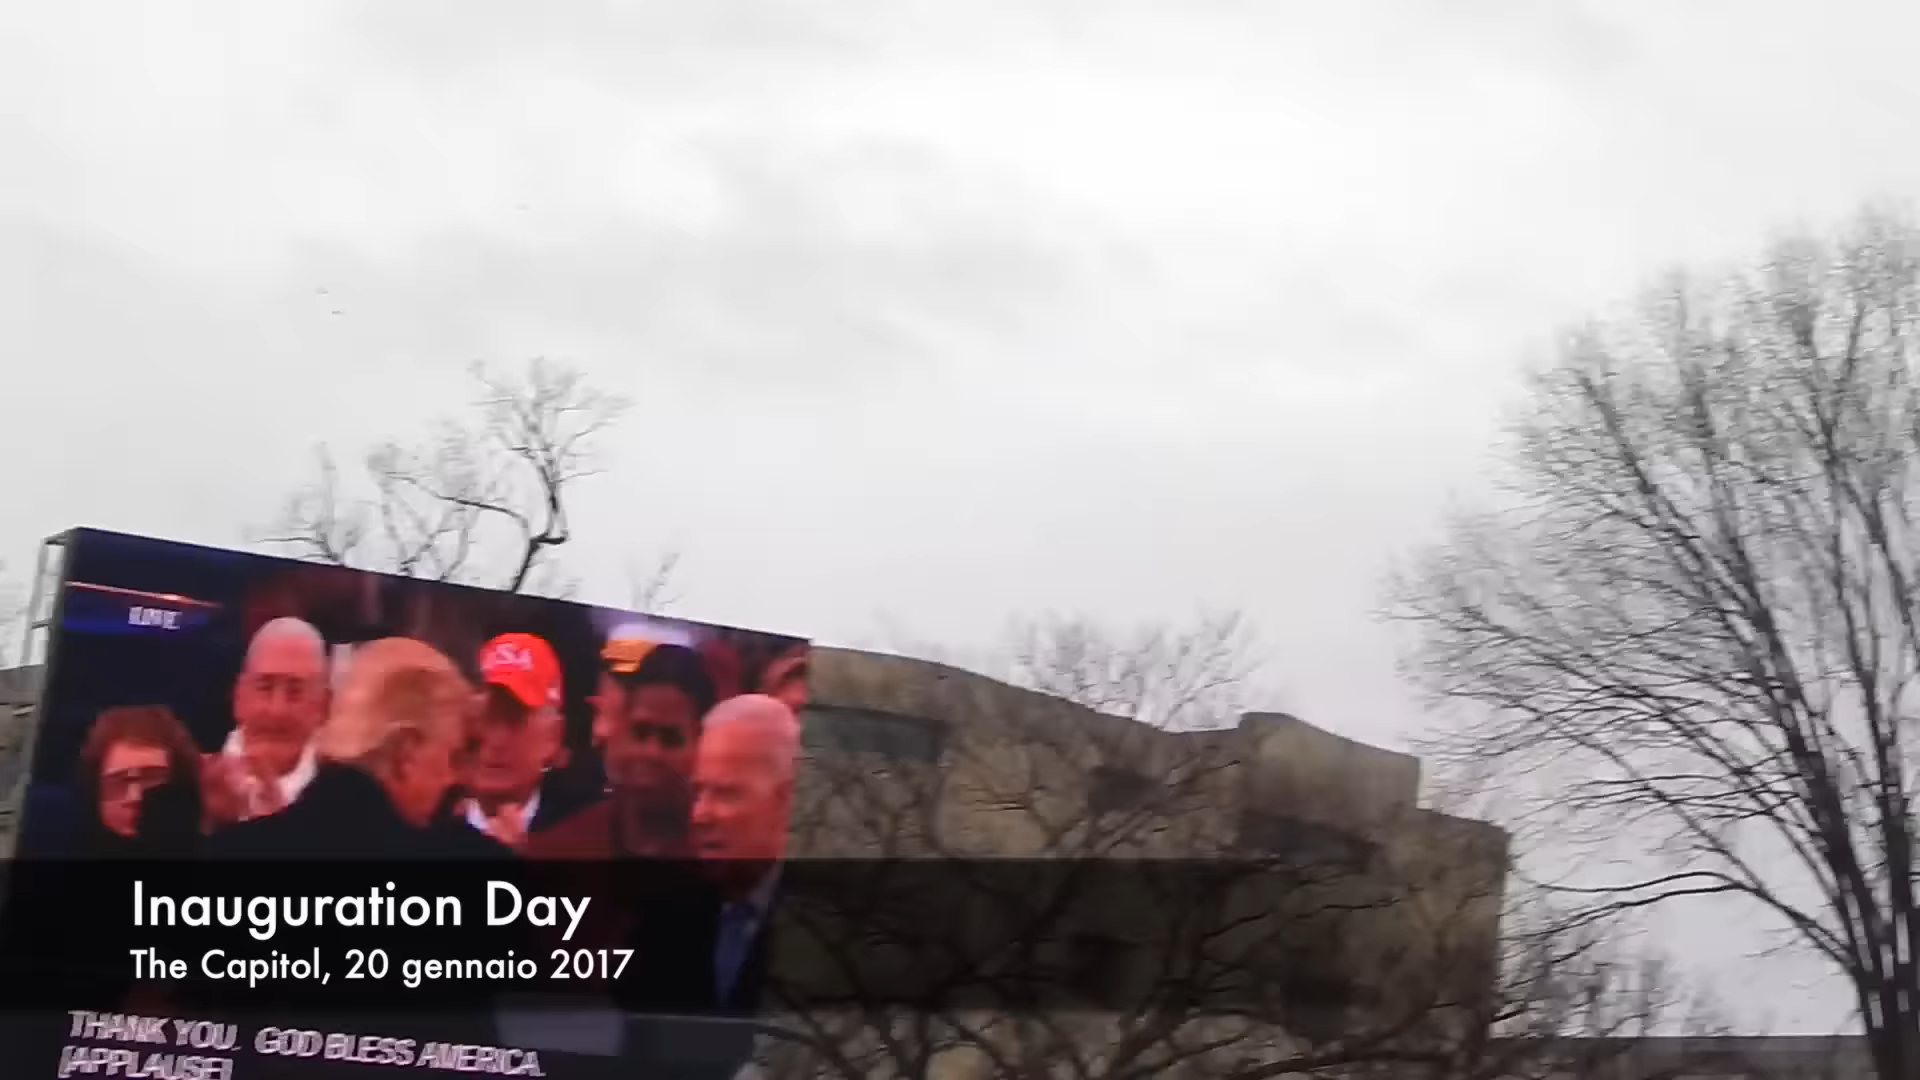 LIVE
USA
Inauguration Day
The Capitol, 20 gennaio 2017
THANK YOU. GOD BLESS AMERICA.
[APPLAUSE]